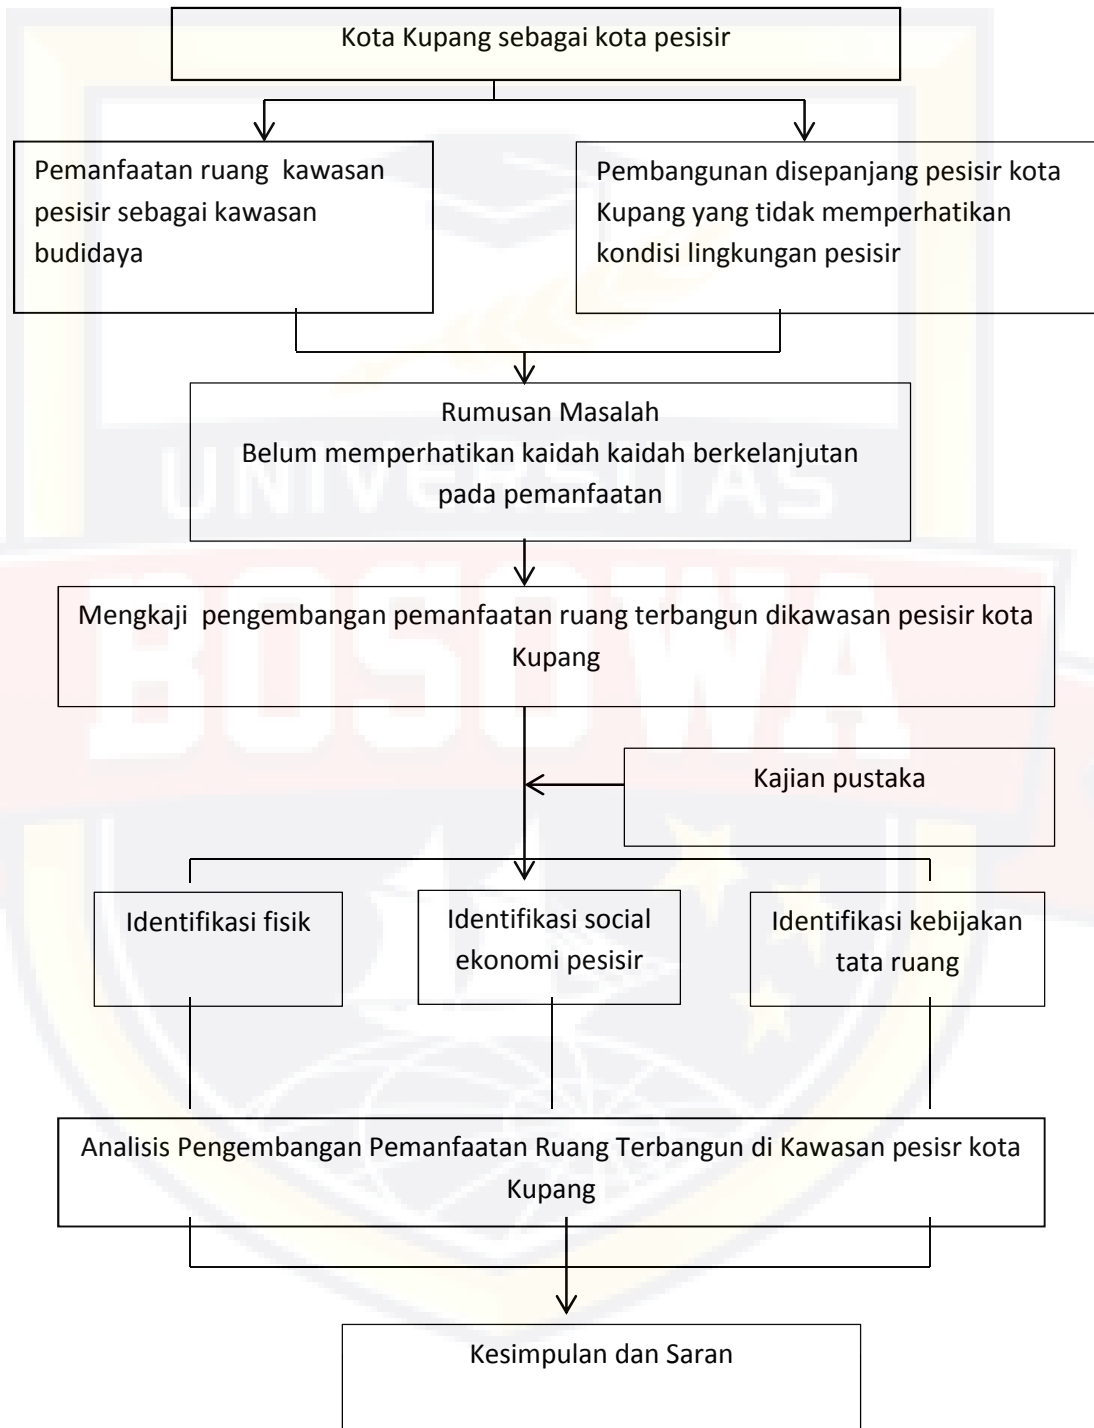 Kota Kupang sebagai kota pesisir
Pemanfaatan ruang kawasan
pesisir sebagai kawasan
budidaya
Pembangunan disepanjang pesisir kota
Kupang yang tidak memperhatikan
kondisi lingkungan pesisir
Rumusan Masalah
Belum memperhatikan kaidah kaidah berkelanjutan
pada pemanfaatan
UNIVERSITAS
Mengkaji pengembangan pemanfaatan ruang terbangun dikawasan pesisir kota
Kupang
BOSOWA
Kajian pustaka
Identifikasi fisik
Identifikasi social
ekonomi pesisir
Identifikasi kebijakan
tata ruang
Analisis Pengembangan Pemanfaatan Ruang Terbangun di Kawasan pesisr kota
Kupang
Kesimpulan dan Saran